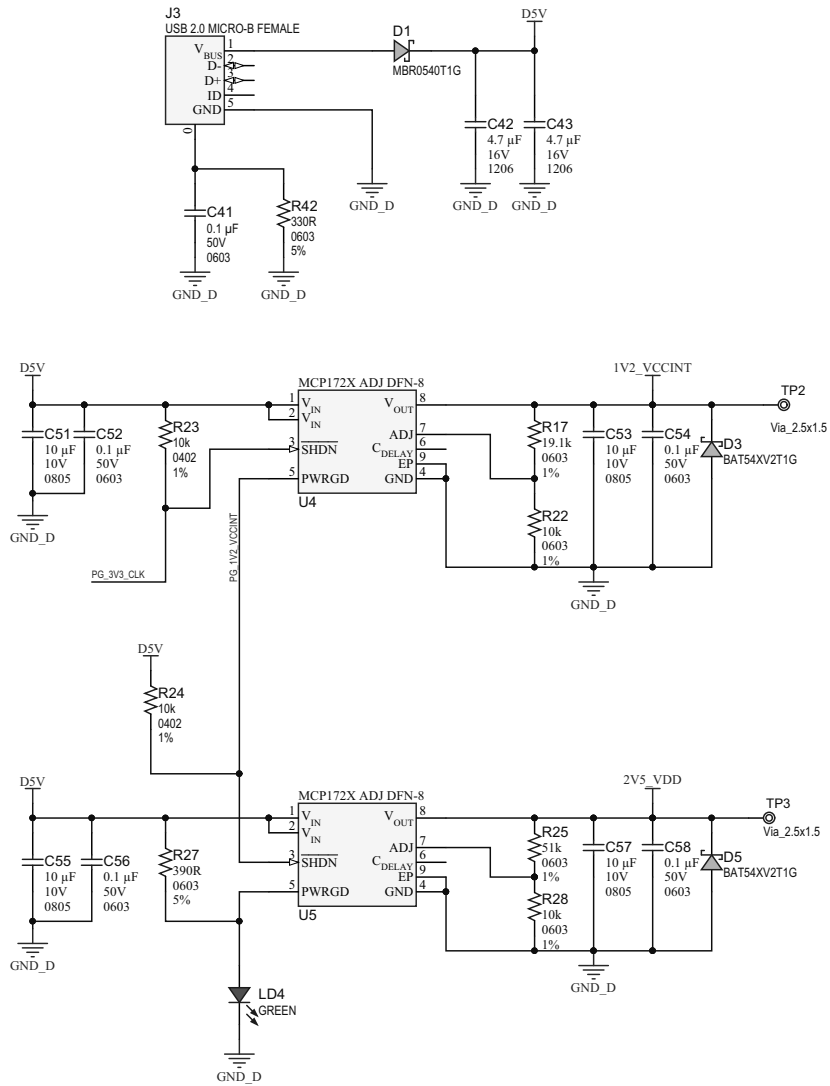 J3
USB 2.0 MICRO-B FEMALE
VBUS
1
D-
2
D+
3
ID
4
GND
5
0
D1
MBR0540T1G
D5V
C42
4.7 µF
16V
1206
C43
4.7 µF
16V
1206
GND_D
GND_D
GND_D
C41
0.1 µF
50V
0603
R42
330R
0603
5%
GND_D
GND_D
D5V
MCP172X ADJ DFN-8
1V2_VCCINT
TP2
Via_2.5x1.5
1
VIN
2
VIN
3
SHDN
5
PWRGD
VOUT
8
ADJ
7
CDELAY
6
EP
9
GND
4
U4
C51
10 µF
10V
0805
C52
0.1 µF
50V
0603
R23
10k
0402
1%
R17
19.1k
0603
1%
R22
10k
0603
1%
C53
10 µF
10V
0805
C54
0.1 µF
50V
0603
D3
BAT54XV2T1G
GND_D
GND_D
PG_3V3_CLK
PG_1V2_VCCINT
D5V
R24
10k
0402
1%
D5V
MCP172X ADJ DFN-8
2V5_VDD
TP3
Via_2.5x1.5
1
VIN
2
VIN
3
SHDN
5
PWRGD
VOUT
8
ADJ
7
CDELAY
6
EP
9
GND
4
U5
C55
10 µF
10V
0805
C56
0.1 µF
50V
0603
R27
390R
0603
5%
R25
51k
0603
1%
R28
10k
0603
1%
C57
10 µF
10V
0805
C58
0.1 µF
50V
0603
D5
BAT54XV2T1G
GND_D
GND_D
LD4
GREEN
GND_D